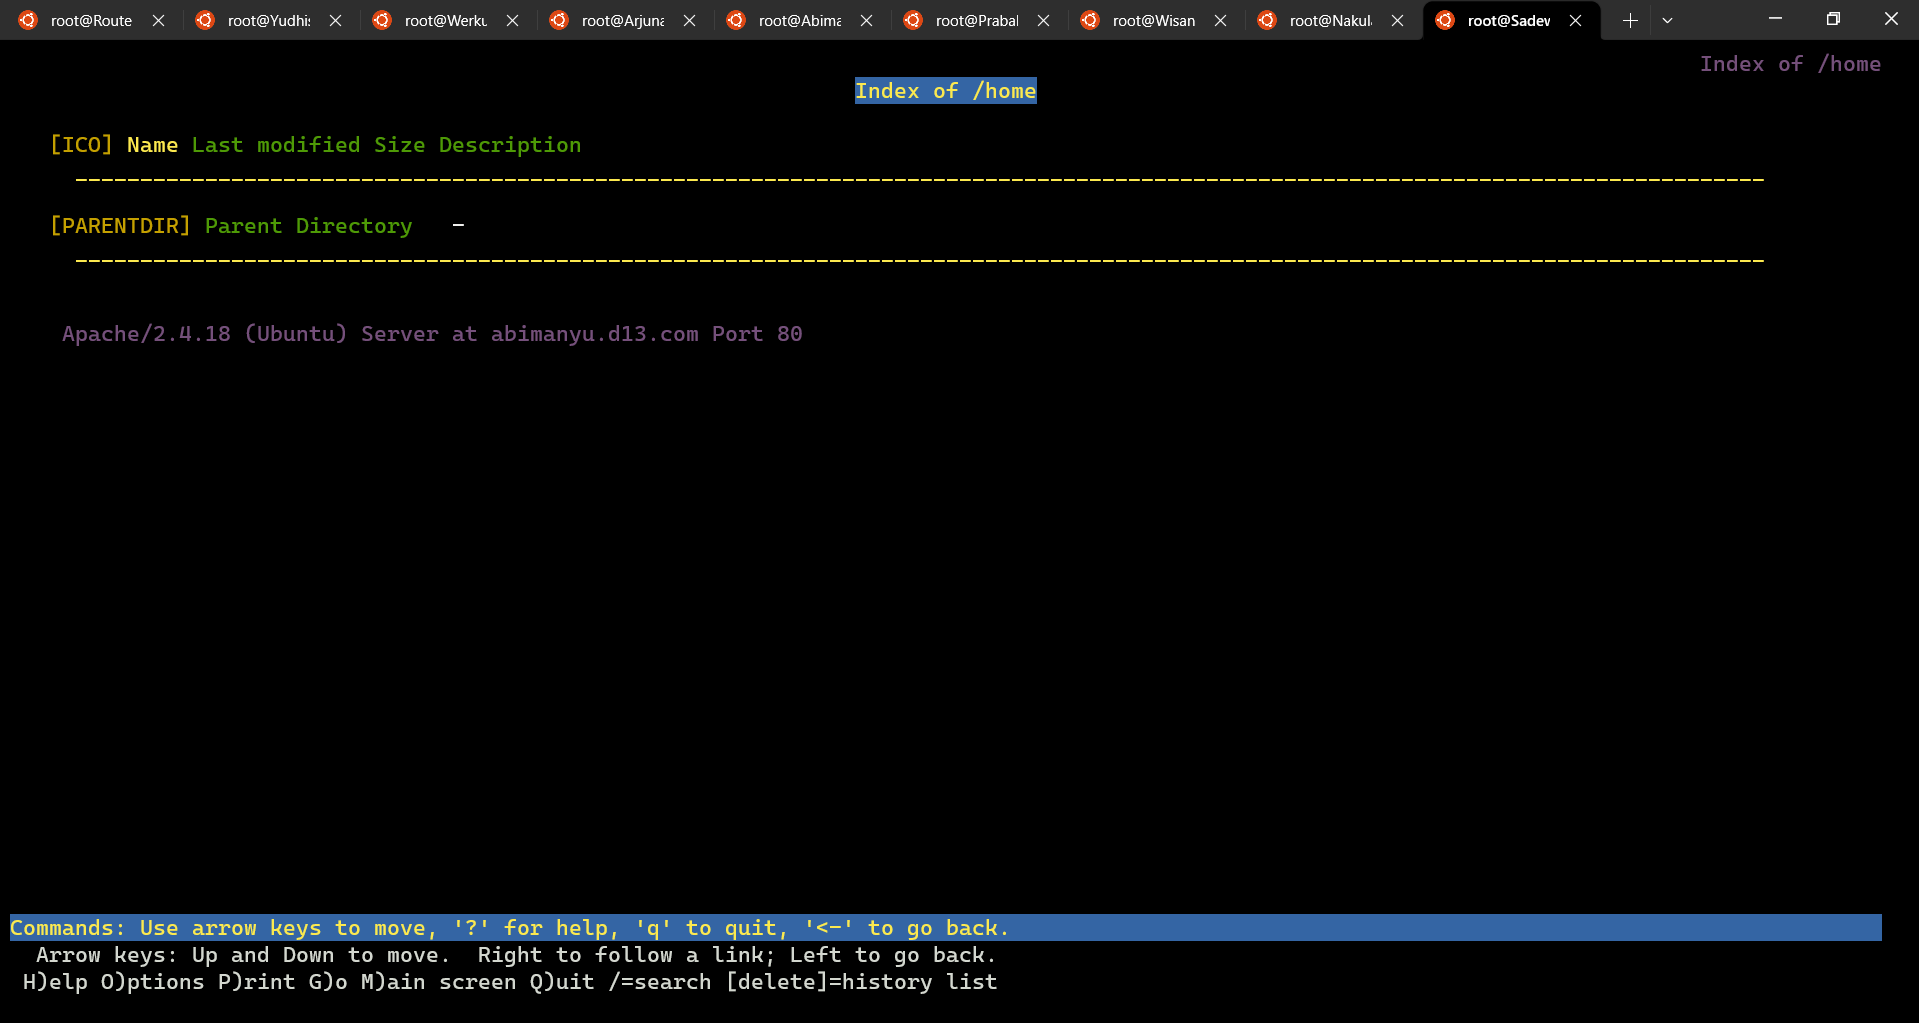 root@Route root@Yudhis root@Werku root@Arjuna root@Abima root@Prabal root@Wisan root@Nakul root@Sadew
Index of /home
Index of /home
[ICO] Name Last modified Size Description
[PARENTDIR] Parent Directory -
Apache/2.4.18 (Ubuntu) Server at abimanyu.d13.com Port 80
Commands: Use arrow keys to move, '?' for help, 'q' to quit, '<-' to go back.
Arrow keys: Up and Down to move. Right to follow a link; Left to go back.
H)elp O)ptions P)rint G)o M)ain screen Q)uit /=search [delete]=history list